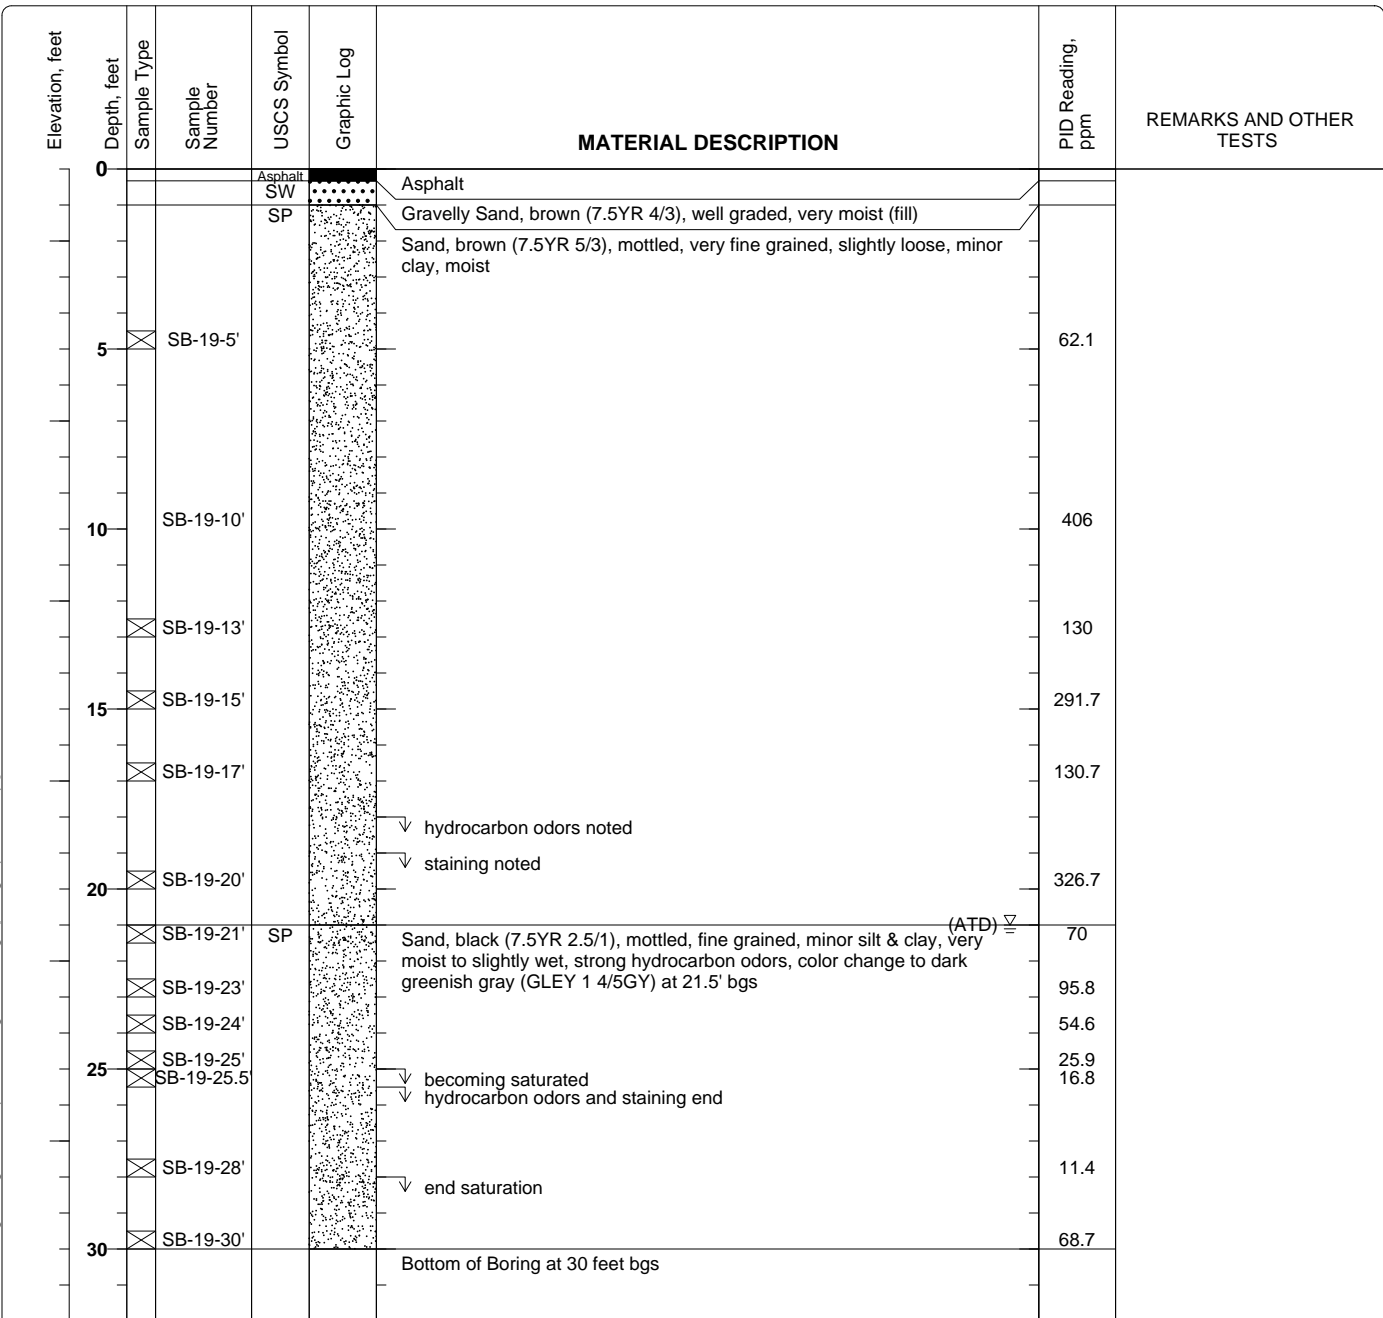 Elevation, feet
Depth, feet
Sample Type
Sample
Number
USCS Symbol
Graphic Log
MATERIAL DESCRIPTION
PID Reading,
ppm
REMARKS AND OTHER
TESTS
0
Asphalt
Asphalt
SW
Gravelly Sand, brown (7.5YR 4/3), well graded, very moist (fill)
SP
Sand, brown (7.5YR 5/3), mottled, very fine grained, slightly loose, minor
clay, moist
SB-19-5' 62.1
5
SB-19-10' 406
10
SB-19-13' 130
SB-19-15' 291.7
15
SB-19-17' 130.7
hydrocarbon odors noted
staining noted
SB-19-20' 326.7
20
(ATD)
SB-19-21' SP 70
Sand, black (7.5YR 2.5/1), mottled, fine grained, minor silt & clay, very
moist to slightly wet, strong hydrocarbon odors, color change to dark
greenish gray (GLEY 1 4/5GY) at 21.5' bgs
SB-19-23' 95.8
SB-19-24' 54.6
SB-19-25' 25.9
25
SB-19-25.5' 16.8
becoming saturated
hydrocarbon odors and staining end
SB-19-28' 11.4
end saturation
SB-19-30' 68.7
30
Bottom of Boring at 30 feet bgs